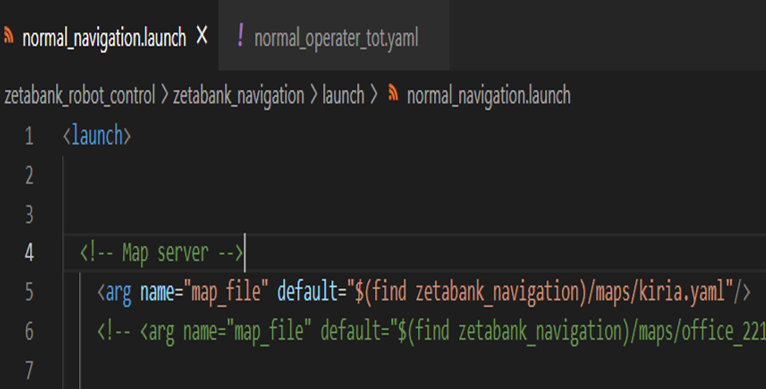 normal_navigation.launch X ! normal_operater_tot.yaml
zetabank_robot_control > zetabank_navigation > launch > normal_navigation.launch
1 <launch>
2
3
4 <!-- Map server -->
5 <arg name="map_file" default="$(find zetabank_navigation)/maps/kiria.yaml"/>
6 <!-- <arg name="map_file" default="$(find zetabank_navigation)/maps/office_221
7